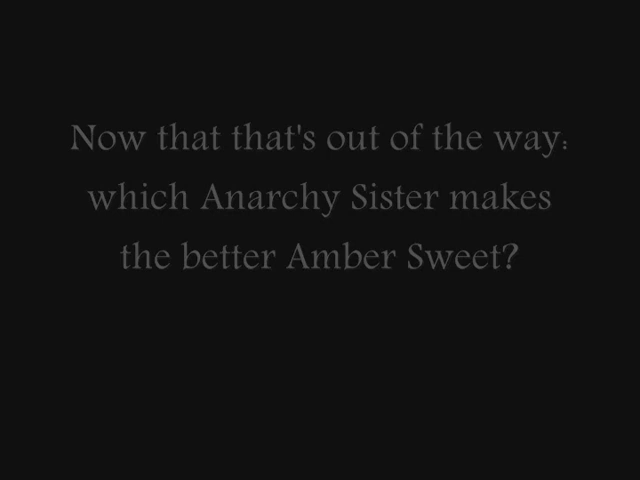 Now that that's out of the way:
which Anarchy Sister makes
the better Amber Sweet?